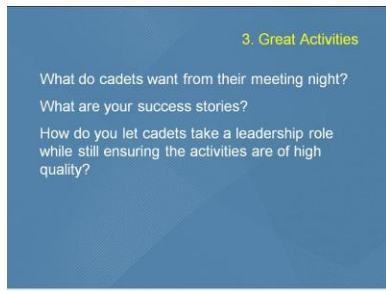 3. Great Activities
What do cadets want from their meeting night?
What are your success stories?
How do you let cadets take a leadership role
while still ensuring the activities are of high
quality?